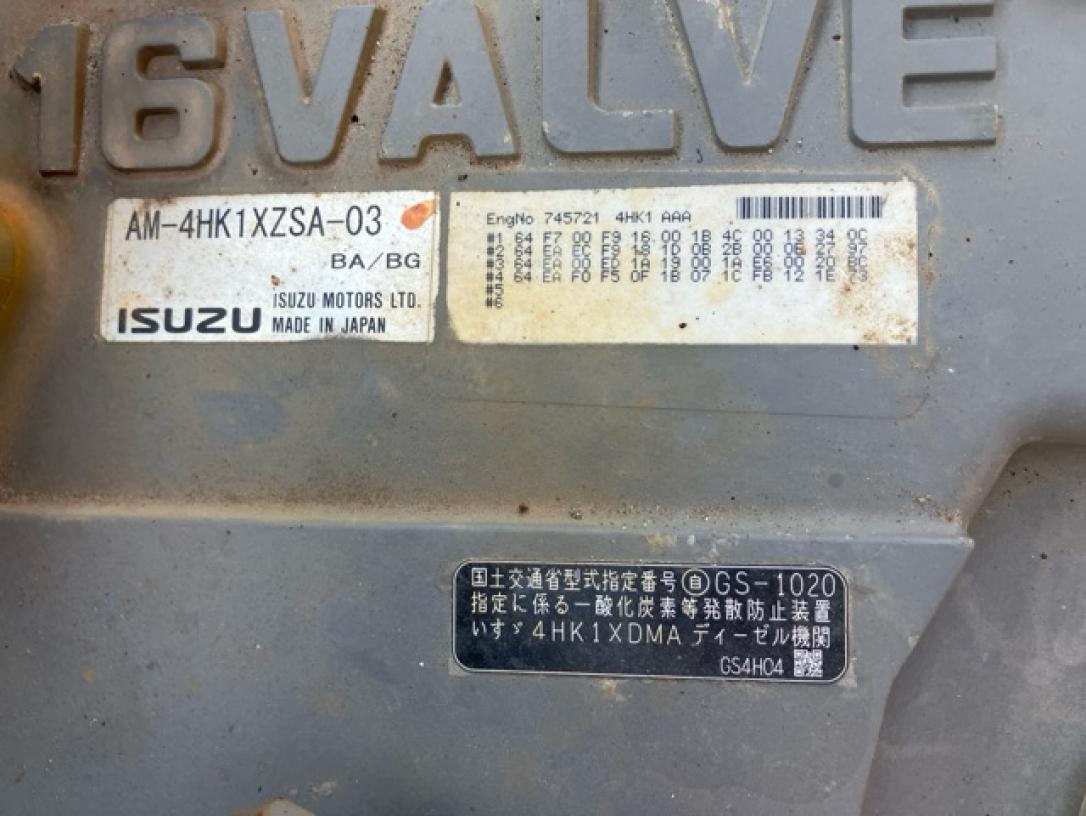 16VALVE
AM-4HK1XZSA-03
BA/BG
ISUZU
ISUZU MOTORS LTD.
MADE IN JAPAN
EngNo 745721 4HK1 AAA
#1 64 F7 00 F9 16 00 1B 4C 00 13 34 0C
#2 64 EA EC F9 1D 0B 2B 00 27 97
#3 64 EA 00 ED 1A 19 00 1A E6 00 20 BC
#4 64 EA F0 F5 0F 1B 07 1C FB 12 1E
#5
#6
国土交通省型式指定番号 自 GS-1020
指定に係る一酸化炭素等発散防止装置
いすゞ 4HK1XDMA ディーゼル機関
GS4H04